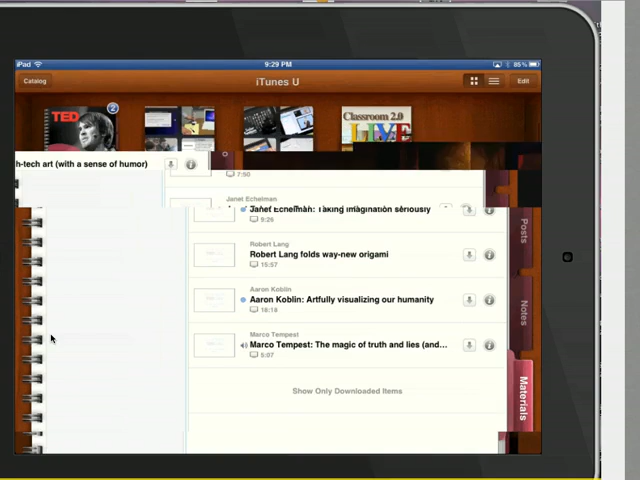 iPad 9:29 PM 85%
Catalog iTunes U Edit
TED 2
Classroom 2.0
LIVE
h-tech art (with a sense of humor)
7:50
Janet Echelman
Janet Echelman: Taking imagination seriously
9:26
Robert Lang
Robert Lang folds way-new origami
15:57
Aaron Koblin
Aaron Koblin: Artfully visualizing our humanity
18:18
Marco Tempest
Marco Tempest: The magic of truth and lies (and...
5:07
Show Only Downloaded Items
Posts
Notes
Materials